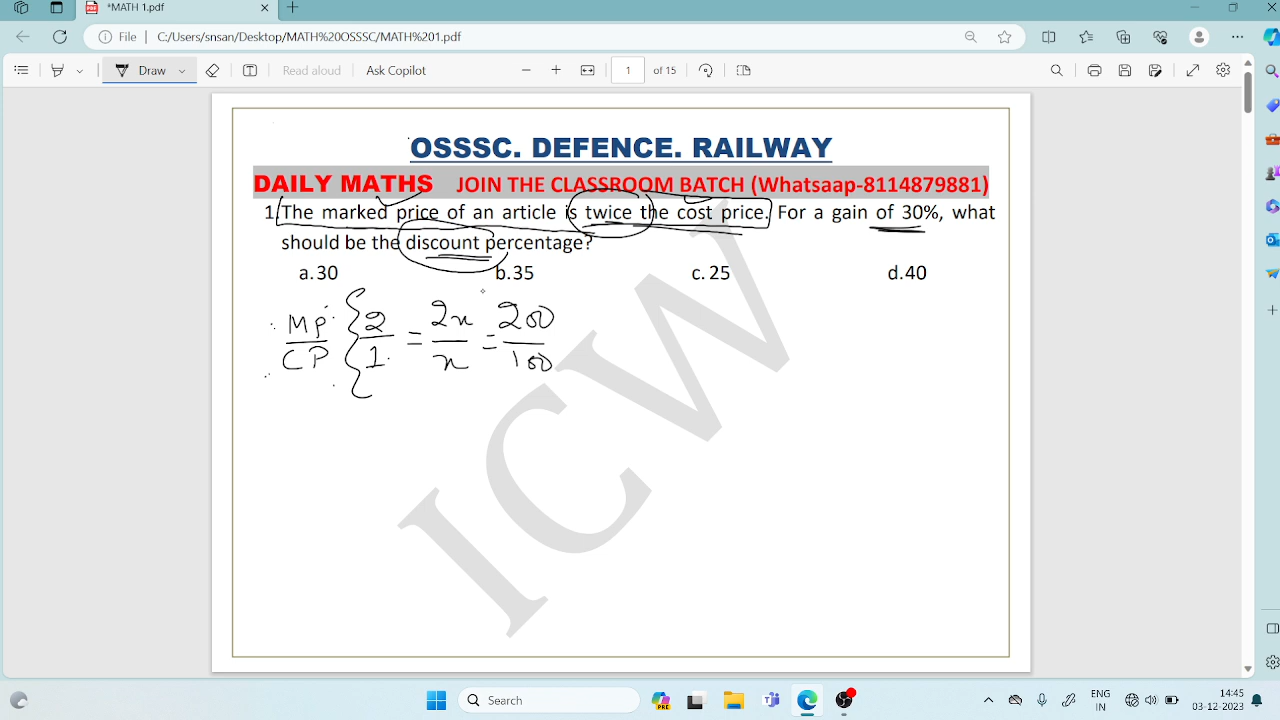 *MATH 1.pdf
File C:/Users/snsan/Desktop/MATH%20OSSSC/MATH%201.pdf
Draw Read aloud Ask Copilot 1 of 15
OSSSC. DEFENCE. RAILWAY
DAILY MATHS JOIN THE CLASSROOM BATCH (Whatsaap-8114879881)
1. The marked price of an article is twice the cost price. For a gain of 30%, what
should be the discount percentage?
a. 30 b. 35 c. 25 d. 40
MP/CP { 2/1 = 2x/x = 200/100
ICW
Search
ENG
IN
14:45
03-12-2023